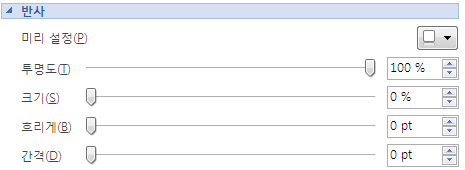 반사
미리 설정(P)
투명도(T) 100 %
크기(S) 0 %
흐리게(B) 0 pt
간격(D) 0 pt